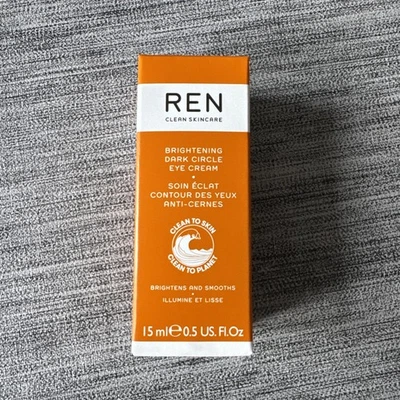 REN
CLEAN SKINCARE
BRIGHTENING
DARK CIRCLE
EYE CREAM
•
SOIN ÉCLAT
CONTOUR DES YEUX
ANTI-CERNES
CLEAN TO SKIN
CLEAN TO PLANET
BRIGHTENS AND SMOOTHS
•
ILLUMINE ET LISSE
15 ml ℮ 0.5 US. Fl.Oz